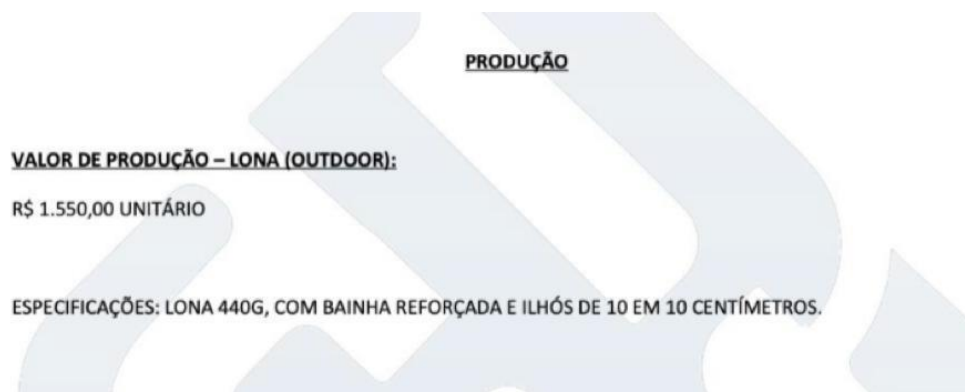 PRODUÇÃO
VALOR DE PRODUÇÃO – LONA (OUTDOOR):
R$ 1.550,00 UNITÁRIO
ESPECIFICAÇÕES: LONA 440G, COM BAINHA REFORÇADA E ILHÓS DE 10 EM 10 CENTÍMETROS.